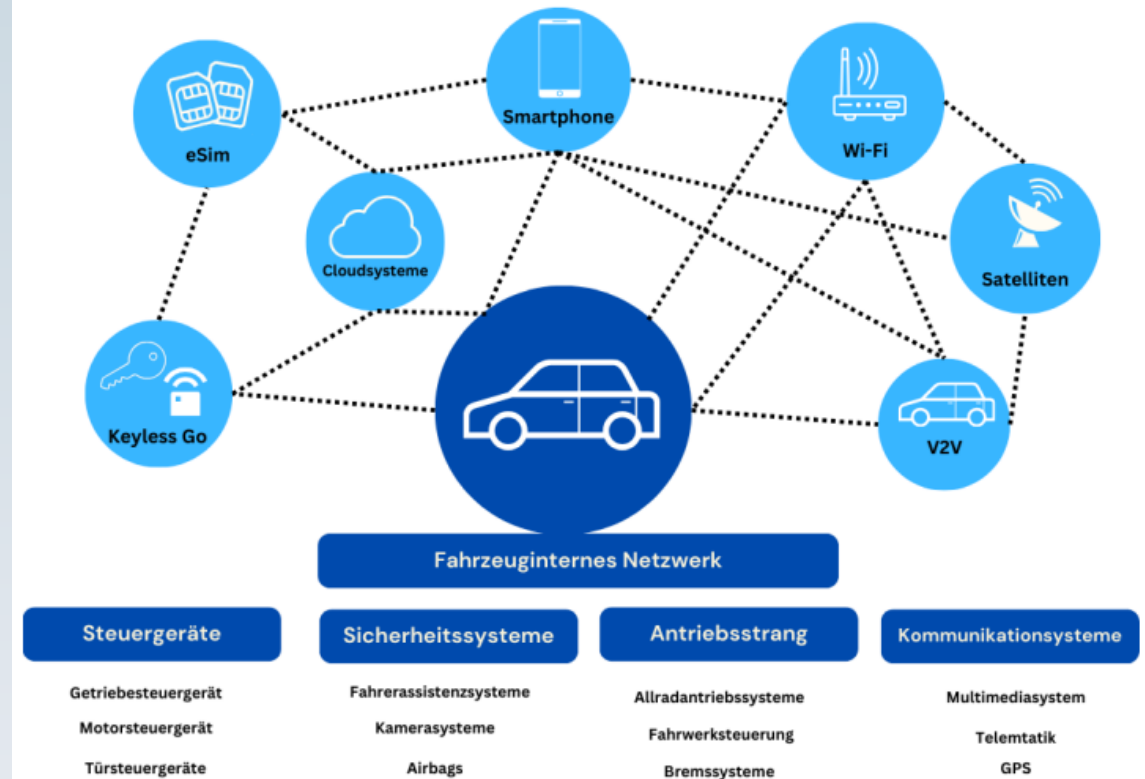 eSim
Smartphone
Wi-Fi
Cloudsysteme
Satelliten
Keyless Go
V2V
Fahrzeuginternes Netzwerk
Steuergeräte
Sicherheitssysteme
Antriebsstrang
Kommunikationsysteme
Getriebesteuergerät
Fahrerassistenzsysteme
Allradantriebssysteme
Multimediasystem
Motorsteuergerät
Kamerasysteme
Fahrwerksteuerung
Telemtatik
Türsteuergeräte
Airbags
Bremssysteme
GPS